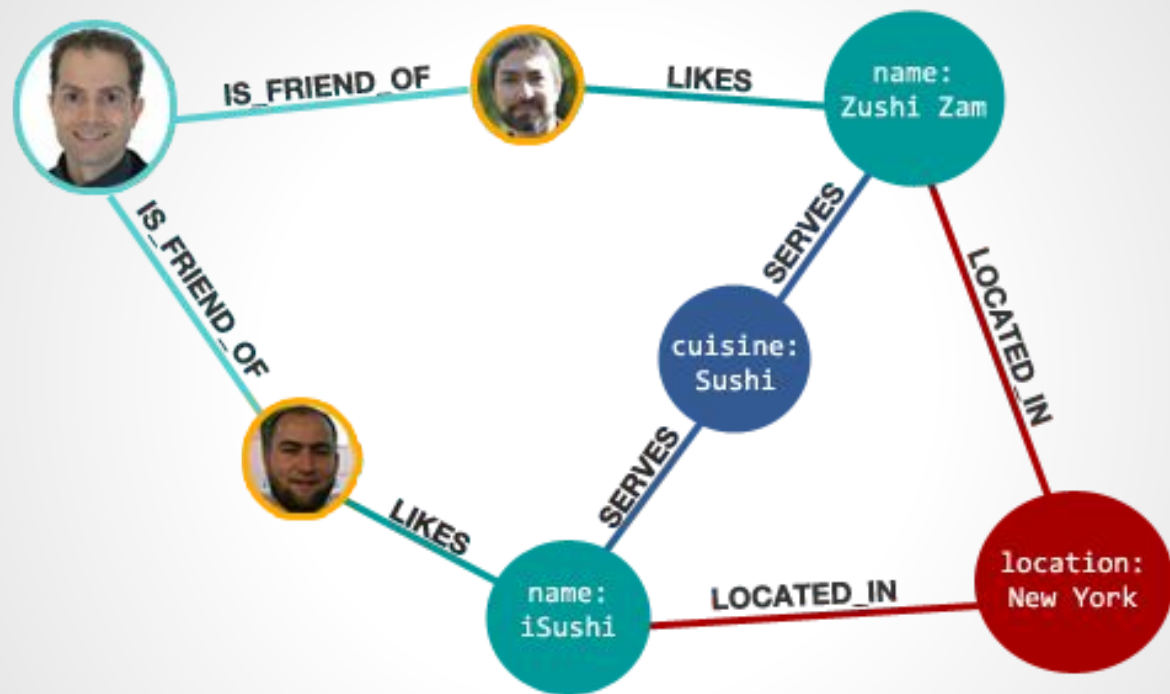 IS_FRIEND_OF
LIKES
name:
Zushi Zam
IS_FRIEND_OF
SERVES
LOCATED_IN
cuisine:
Sushi
SERVES
LIKES
name:
iSushi
LOCATED_IN
location:
New York